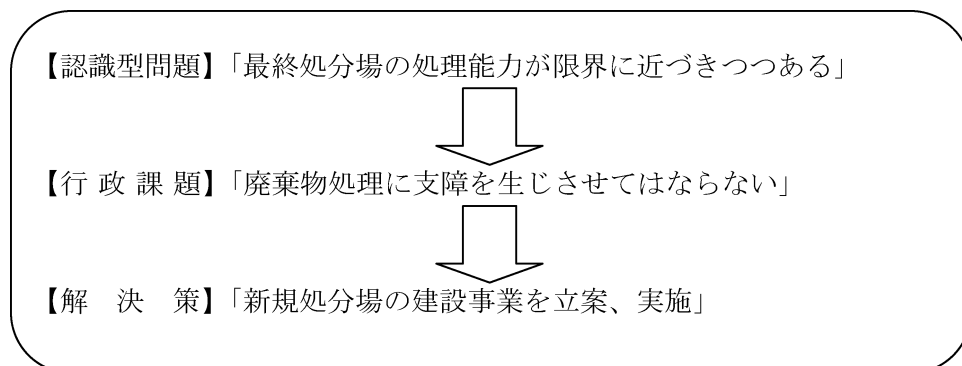 【認識型問題】「最終処分場の処理能力が限界に近づきつつある」
【行 政 課 題】「廃棄物処理に支障を生じさせてはならない」
【解　決　策】「新規処分場の建設事業を立案、実施」